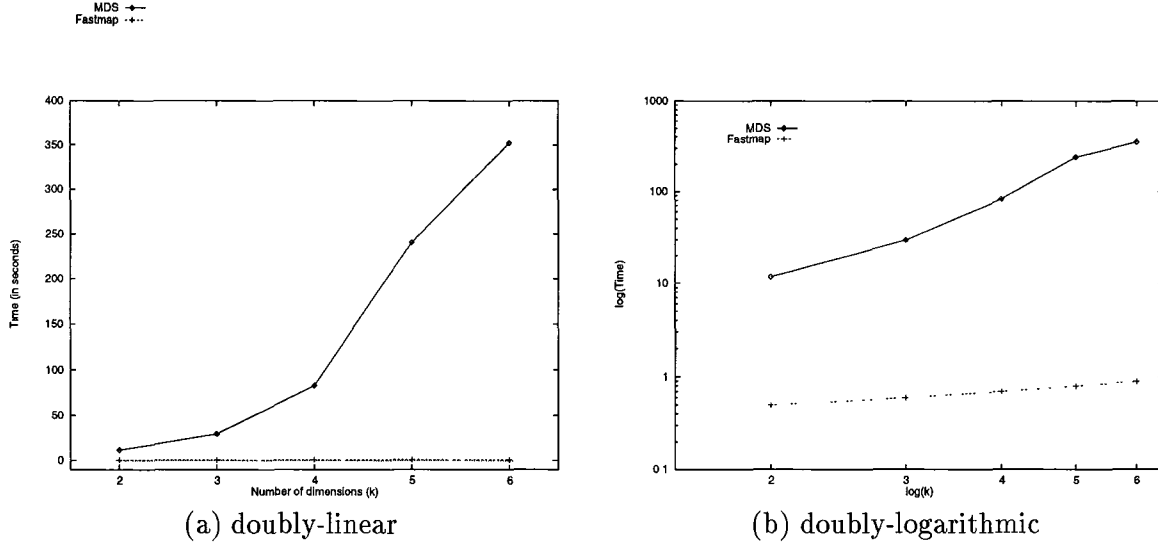 MDS
Fastmap
400
350
300
250
200
150
100
50
0
Time (in seconds)
2 3 4 5 6
Number of dimensions (k)
(a) doubly-linear
MDS
Fastmap
1000
100
10
1
0 1
log(Time)
2 3 4 5 6
log(k)
(b) doubly-logarithmic